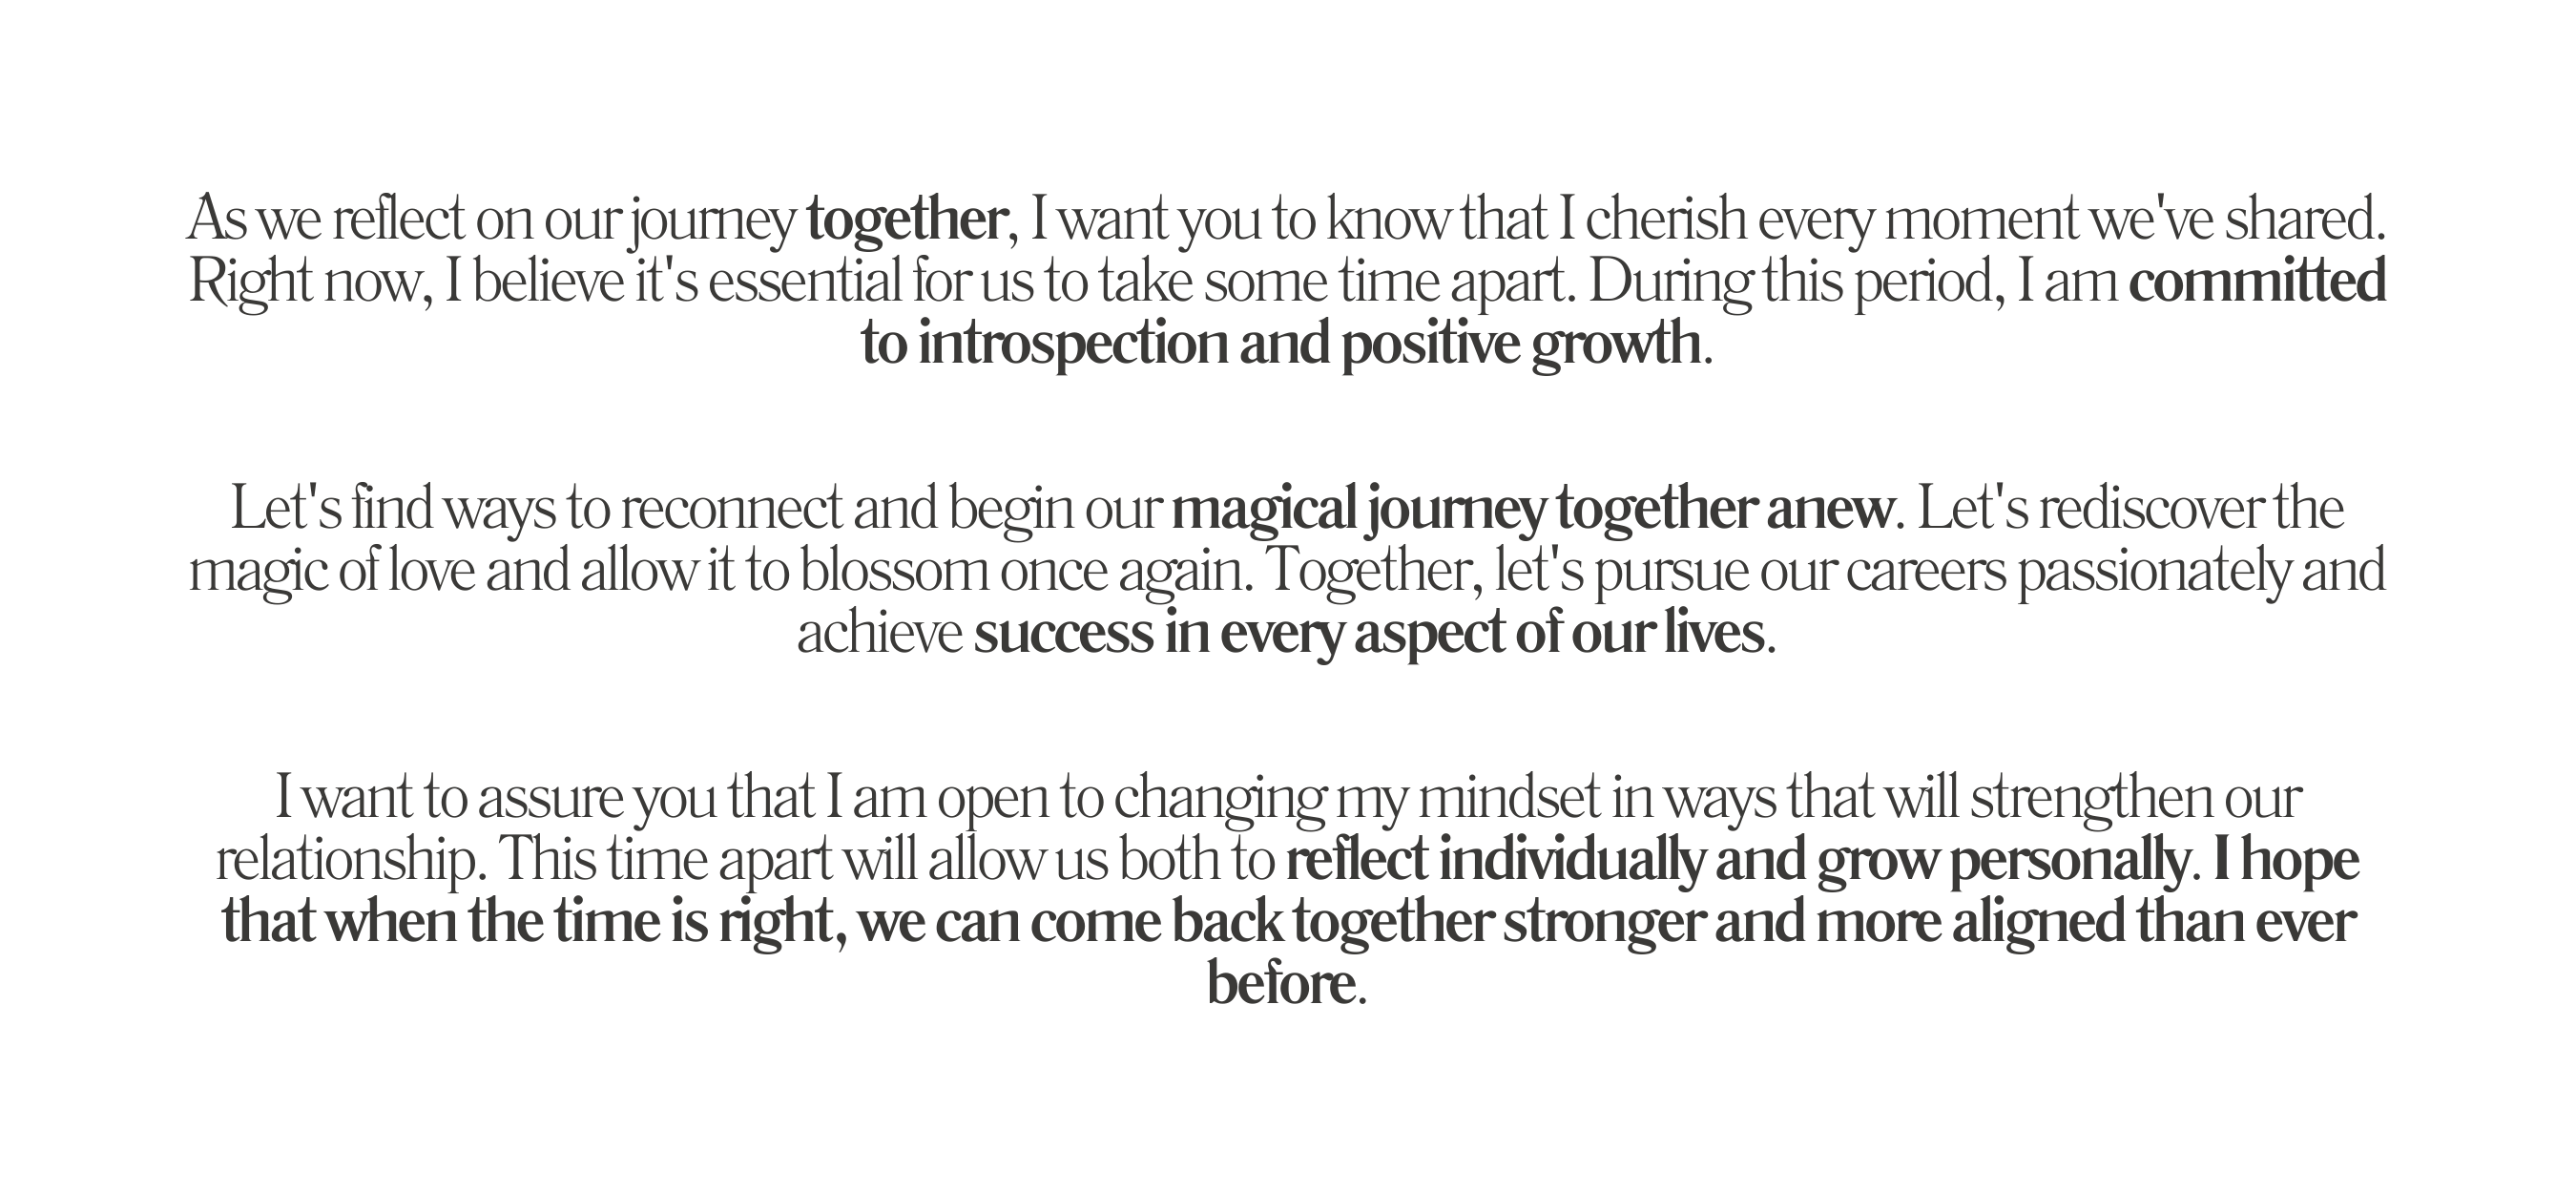 As we reflect on our journey together, I want you to know that I cherish every moment we've shared.
Right now, I believe it's essential for us to take some time apart. During this period, I am committed
to introspection and positive growth.
Let's find ways to reconnect and begin our magical journey together anew. Let's rediscover the
magic of love and allow it to blossom once again. Together, let's pursue our careers passionately and
achieve success in every aspect of our lives.
I want to assure you that I am open to changing my mindset in ways that will strengthen our
relationship. This time apart will allow us both to reflect individually and grow personally. I hope
that when the time is right, we can come back together stronger and more aligned than ever
before.